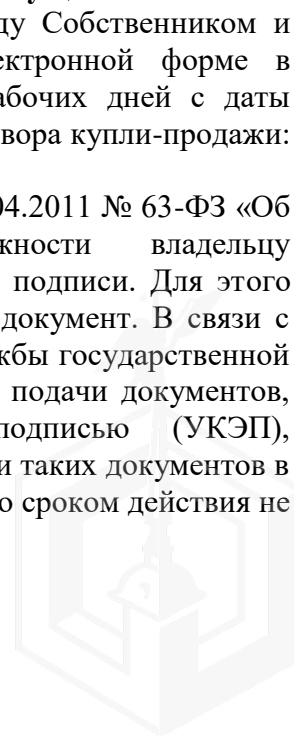 ду Собственником и
ектронной форме в
абочих дней с даты
вора купли-продажи:
04.2011 № 63-ФЗ «Об
жности владельцу
подписи. Для этого
документ. В связи с
жбы государственной
подачи документов,
подписью (УКЭП),
и таких документов в
о сроком действия не